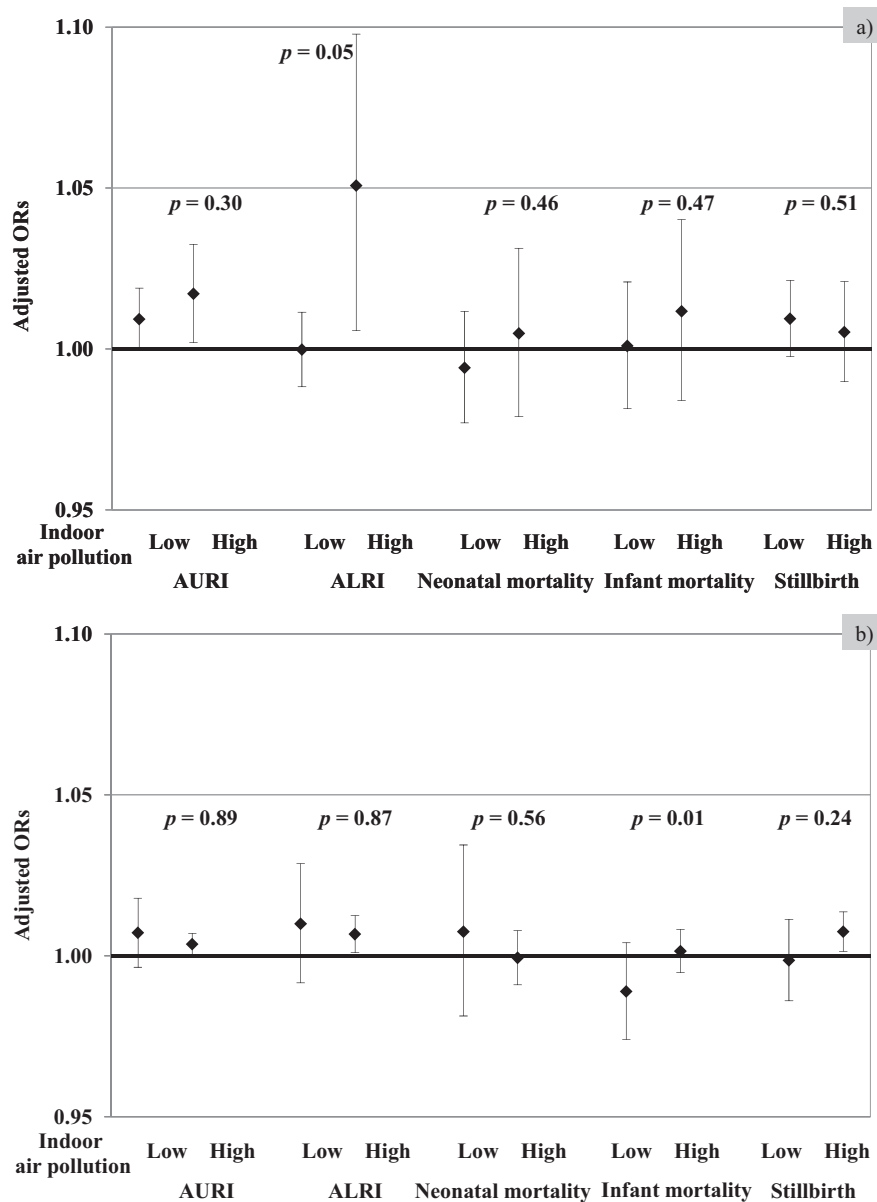 a)
1.10
p = 0.05
1.05
p = 0.30
p = 0.46
p = 0.47
p = 0.51
Adjusted ORs
1.00
0.95
Indoor air pollution
Low High Low High Low High Low High Low High
AURI ALRI Neonatal mortality Infant mortality Stillbirth
b)
1.10
1.05
p = 0.89
p = 0.87
p = 0.56
p = 0.01
p = 0.24
Adjusted ORs
1.00
0.95
Indoor air pollution
Low High Low High Low High Low High Low High
AURI ALRI Neonatal mortality Infant mortality Stillbirth